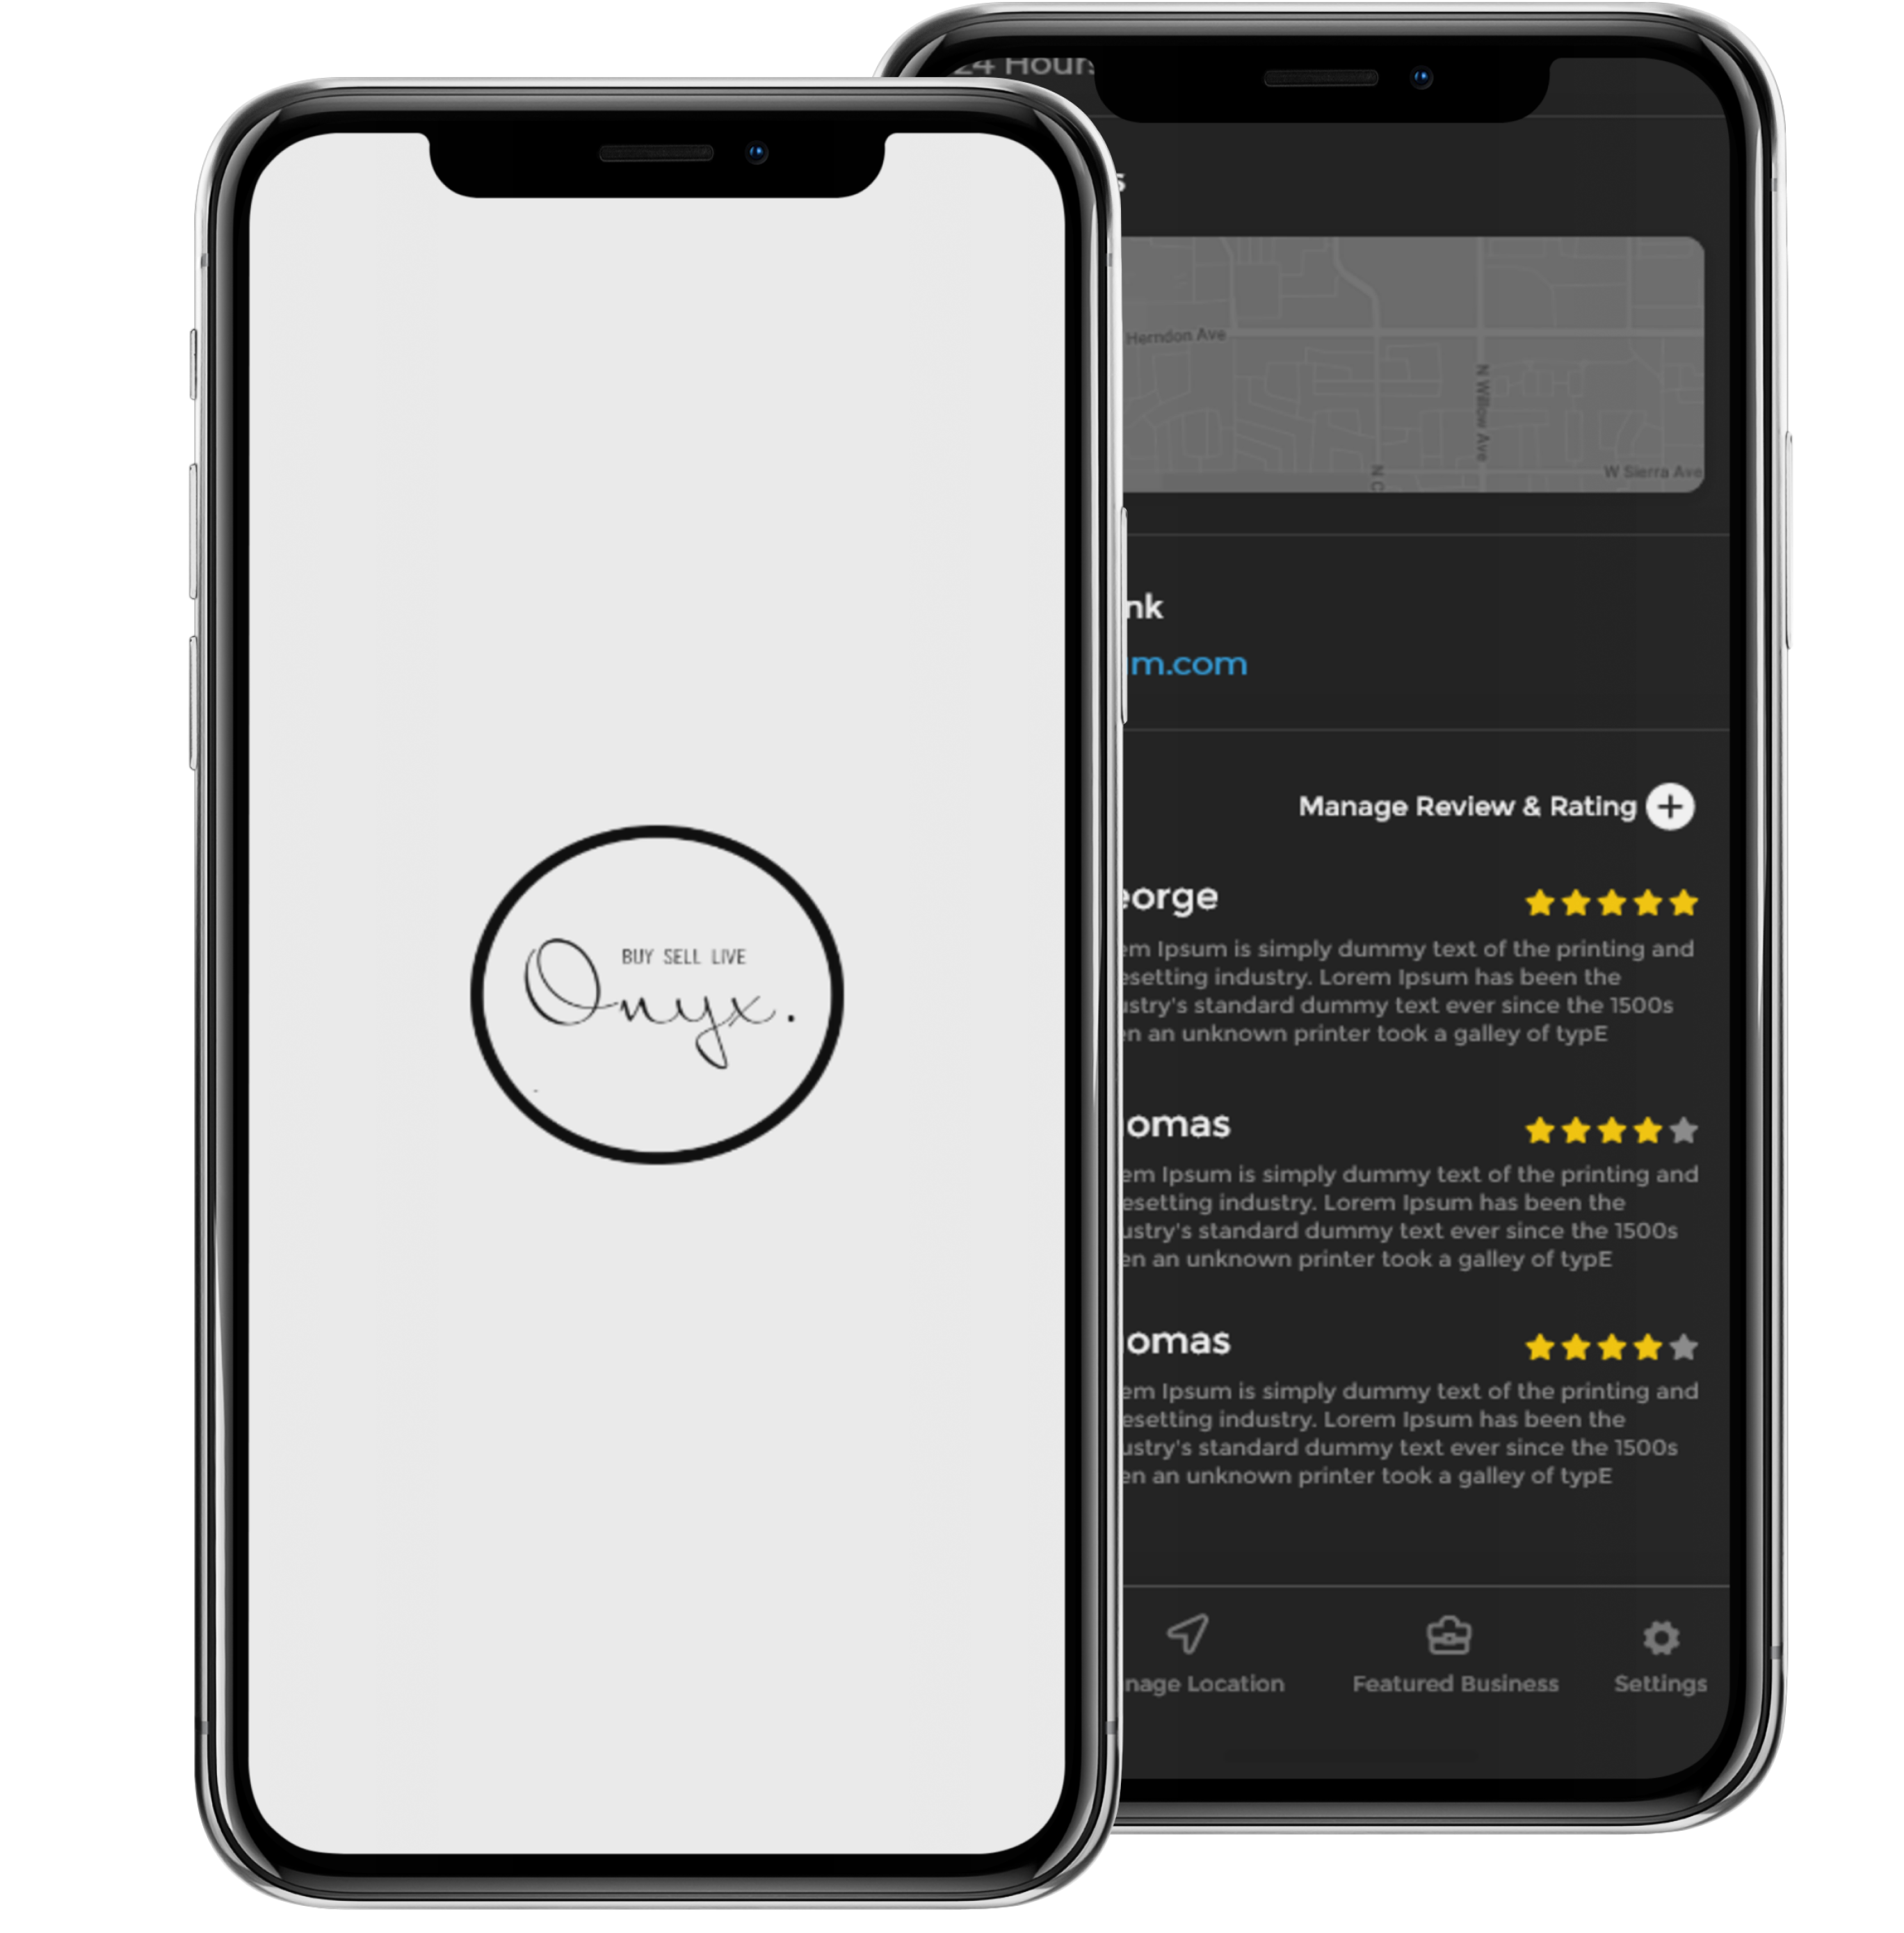 BUY SELL LIVE
Onyx.
24 Hours
s
Herndon Ave
N Willow Ave
N C
W Sierra Ave
nk
m.com
Manage Review & Rating
eorge
em Ipsum is simply dummy text of the printing and
esetting industry. Lorem Ipsum has been the
ustry's standard dummy text ever since the 1500s
en an unknown printer took a galley of typE
omas
em Ipsum is simply dummy text of the printing and
esetting industry. Lorem Ipsum has been the
ustry's standard dummy text ever since the 1500s
en an unknown printer took a galley of typE
omas
em Ipsum is simply dummy text of the printing and
esetting industry. Lorem Ipsum has been the
ustry's standard dummy text ever since the 1500s
en an unknown printer took a galley of typE
nage Location
Featured Business
Settings